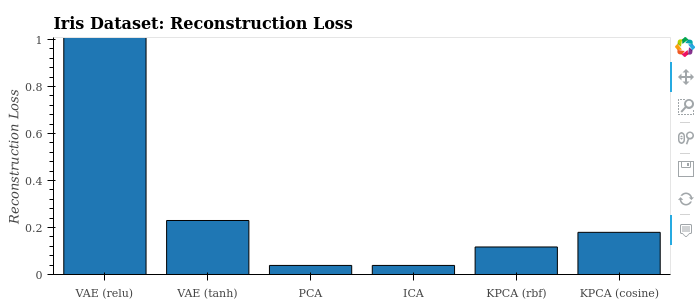 Iris Dataset: Reconstruction Loss
Reconstruction Loss
1
0.8
0.6
0.4
0.2
0
VAE (relu)
VAE (tanh)
PCA
ICA
KPCA (rbf)
KPCA (cosine)